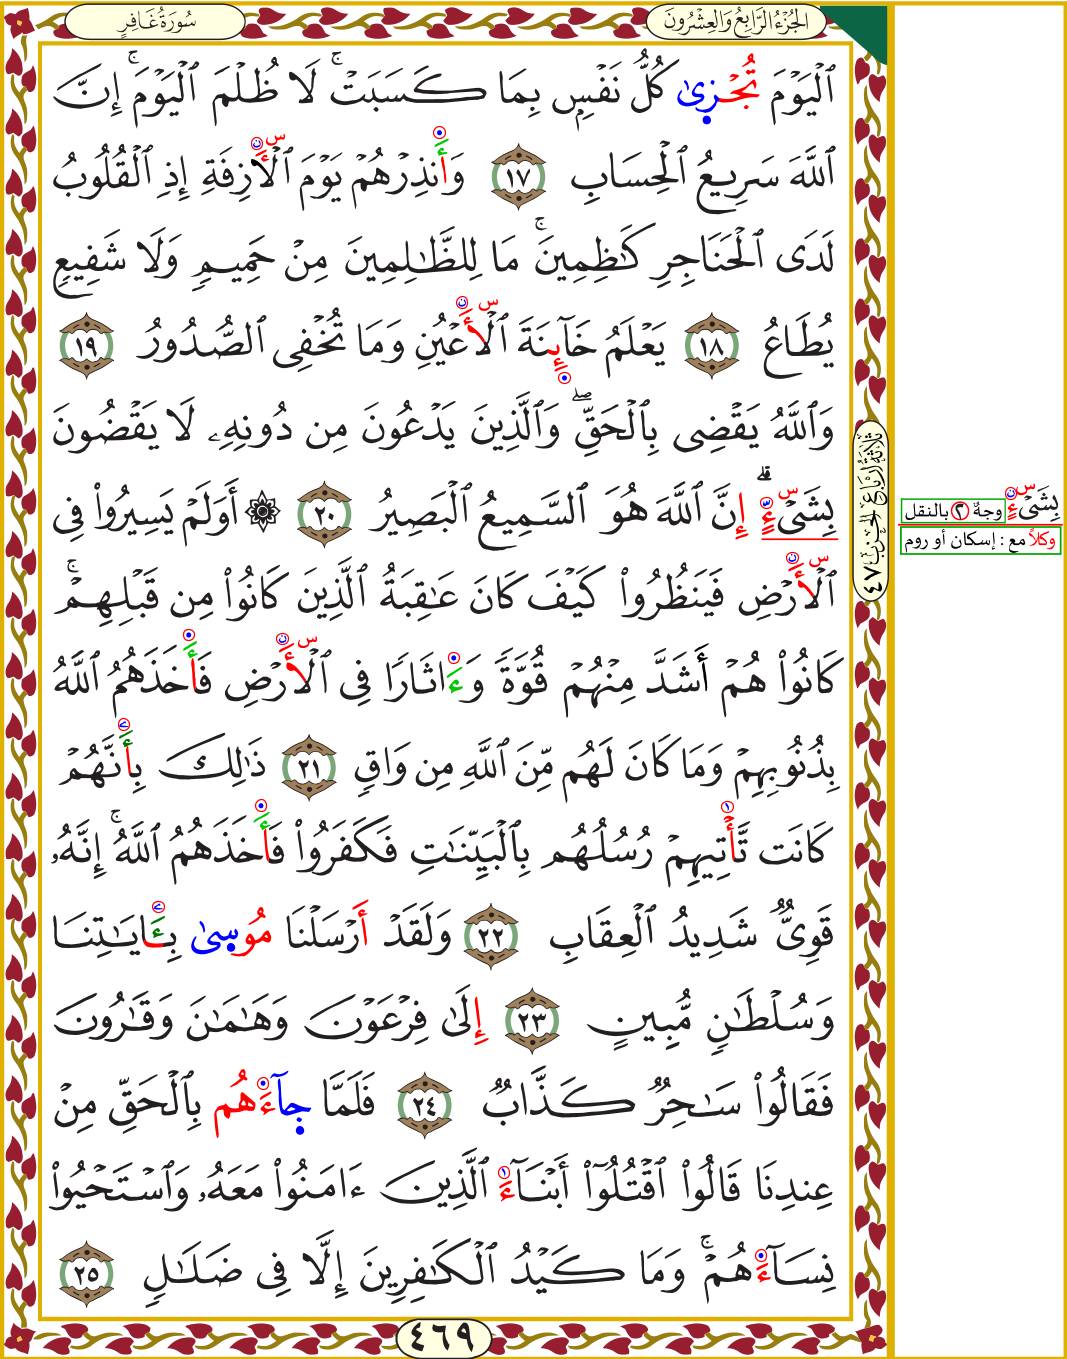 الجُزْءُ الرَّابِعُ وَالعِشْرُونَ
سُورَةُ غَافِرٍ
ٱلْيَوْمَ تُجْزِىٰ كُلُّ نَفْسٍۭ بِمَا كَسَبَتْۚ لَا ظُلْمَ ٱلْيَوْمَۚ إِنَّ
ٱللَّهَ سَرِيعُ ٱلْحِسَابِ ١٧ وَأَنذِرْهُمْ يَوْمَ ٱلْأَزِفَةِ إِذِ ٱلْقُلُوبُ
لَدَى ٱلْحَنَاجِرِ كَٰظِمِينَۚ مَا لِلظَّٰلِمِينَ مِنْ حَمِيمٍ وَلَا شَفِيعٍ
يُطَاعُ ١٨ يَعْلَمُ خَآئِنَةَ ٱلْأَعْيُنِ وَمَا تُخْفِى ٱلصُّدُورُ ١٩
وَٱللَّهُ يَقْضِى بِٱلْحَقِّۖ وَٱلَّذِينَ يَدْعُونَ مِن دُونِهِۦ لَا يَقْضُونَ
بِشَىْءٍۗ إِنَّ ٱللَّهَ هُوَ ٱلسَّمِيعُ ٱلْبَصِيرُ ٢٠ ۞ أَوَلَمْ يَسِيرُوا۟ فِى
ٱلْأَرْضِ فَيَنظُرُوا۟ كَيْفَ كَانَ عَٰقِبَةُ ٱلَّذِينَ كَانُوا۟ مِن قَبْلِهِمْۚ
كَانُوا۟ هُمْ أَشَدَّ مِنْهُمْ قُوَّةً وَءَاثَارًا فِى ٱلْأَرْضِ فَأَخَذَهُمُ ٱللَّهُ
بِذُنُوبِهِمْ وَمَا كَانَ لَهُم مِّنَ ٱللَّهِ مِن وَاقٍ ٢١ ذَٰلِكَ بِأَنَّهُمْ
كَانَت تَّأْتِيهِمْ رُسُلُهُم بِٱلْبَيِّنَٰتِ فَكَفَرُوا۟ فَأَخَذَهُمُ ٱللَّهُۚ إِنَّهُۥ
قَوِىٌّ شَدِيدُ ٱلْعِقَابِ ٢٢ وَلَقَدْ أَرْسَلْنَا مُوسِىٰ بِـَٔايَٰتِنَا
وَسُلْطَٰنٍ مُّبِينٍ ٢٣ إِلَىٰ فِرْعَوْنَ وَهَٰمَٰنَ وَقَٰرُونَ
فَقَالُوا۟ سَٰحِرٌ كَذَّابٌ ٢٤ فَلَمَّا جِآءَهُم بِٱلْحَقِّ مِنْ
عِندِنَا قَالُوا۟ ٱقْتُلُوٓا۟ أَبْنَآءَ ٱلَّذِينَ ءَامَنُوا۟ مَعَهُۥ وَٱسْتَحْيُوا۟
نِسَآءَهُمْۚ وَمَا كَيْدُ ٱلْكَٰفِرِينَ إِلَّا فِى ضَلَٰلٍ ٢٥
ثلاثة أرباع الحزب ٤٧
بِشَىْءٍ وجهٌ ٢ بالنقل
وكلاً مع : إسكان أو روم
٤٦٩